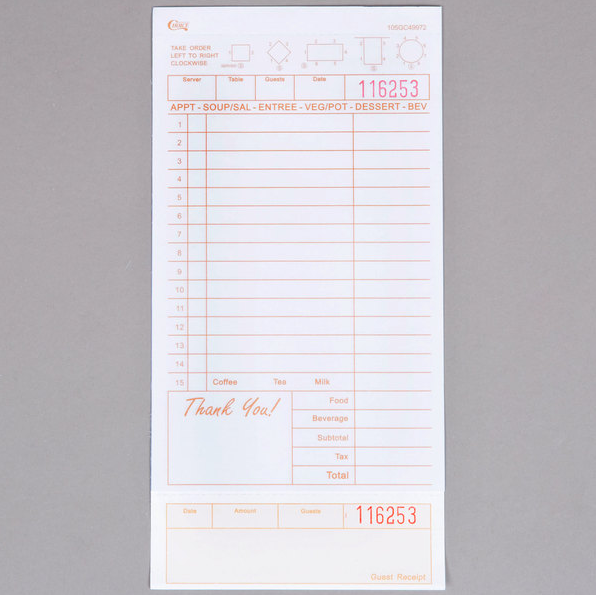 CHOICE
105GC49972
TAKE ORDER
LEFT TO RIGHT
CLOCKWISE
Server Table Guests Date 116253
APPT - SOUP/SAL - ENTREE - VEG/POT - DESSERT - BEV
1
2
3
4
5
6
7
8
9
10
11
12
13
14
15 Coffee Tea Milk
Thank You!
Food
Beverage
Subtotal
Tax
Total
Date Amount Guests 116253
Guest Receipt